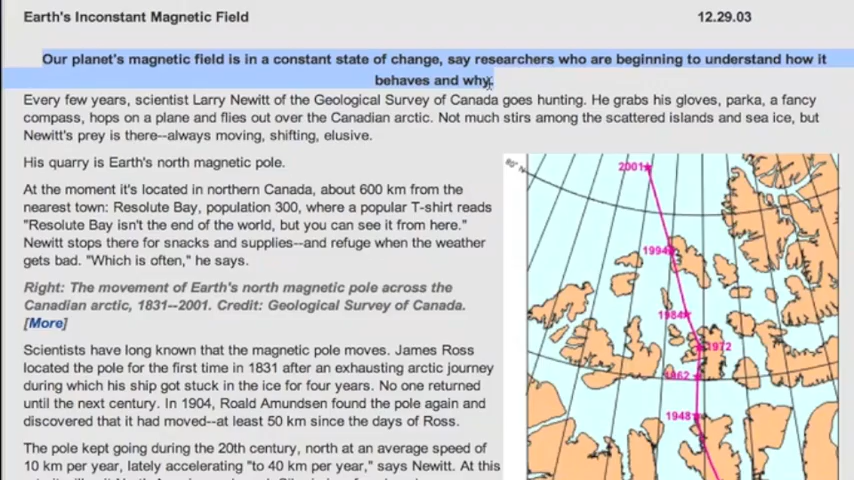 Earth's Inconstant Magnetic Field 12.29.03
Our planet's magnetic field is in a constant state of change, say researchers who are beginning to understand how it
behaves and why.
Every few years, scientist Larry Newitt of the Geological Survey of Canada goes hunting. He grabs his gloves, parka, a fancy
compass, hops on a plane and flies out over the Canadian arctic. Not much stirs among the scattered islands and sea ice, but
Newitt's prey is there--always moving, shifting, elusive.
His quarry is Earth's north magnetic pole.
At the moment it's located in northern Canada, about 600 km from the
nearest town: Resolute Bay, population 300, where a popular T-shirt reads
"Resolute Bay isn't the end of the world, but you can see it from here."
Newitt stops there for snacks and supplies--and refuge when the weather
gets bad. "Which is often," he says.
Right: The movement of Earth's north magnetic pole across the
Canadian arctic, 1831--2001. Credit: Geological Survey of Canada.
[More]
Scientists have long known that the magnetic pole moves. James Ross
located the pole for the first time in 1831 after an exhausting arctic journey
during which his ship got stuck in the ice for four years. No one returned
until the next century. In 1904, Roald Amundsen found the pole again and
discovered that it had moved--at least 50 km since the days of Ross.
The pole kept going during the 20th century, north at an average speed of
10 km per year, lately accelerating "to 40 km per year," says Newitt. At this
80° N
2001
1994
1984
1972
1962
1948